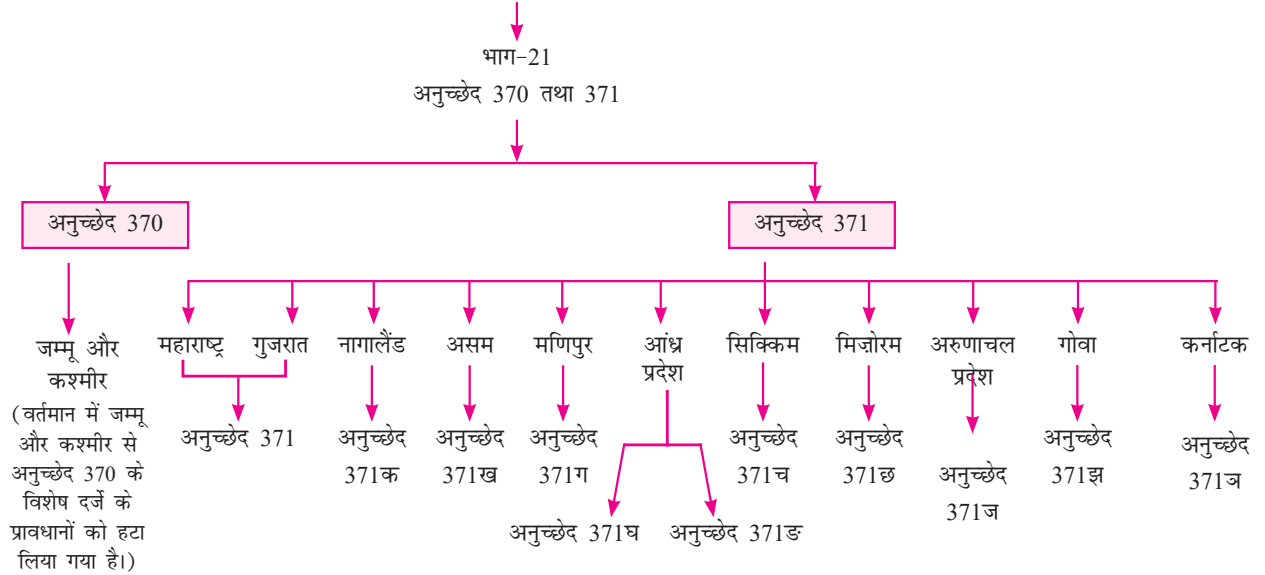 भाग-21
अनुच्छेद 370 तथा 371
अनुच्छेद 370
अनुच्छेद 371
जम्मू और
कश्मीर
(वर्तमान में जम्मू
और कश्मीर से
अनुच्छेद 370 के
विशेष दर्जे के
प्रावधानों को हटा
लिया गया है।)
महाराष्ट्र
गुजरात
अनुच्छेद 371
नागालैंड
अनुच्छेद
371क
असम
अनुच्छेद
371ख
मणिपुर
अनुच्छेद
371ग
आंध्र
प्रदेश
अनुच्छेद 371घ
अनुच्छेद 371ङ
सिक्किम
अनुच्छेद
371च
मिज़ोरम
अनुच्छेद
371छ
अरुणाचल
प्रदेश
अनुच्छेद
371ज
गोवा
अनुच्छेद
371झ
कर्नाटक
अनुच्छेद
371ञ